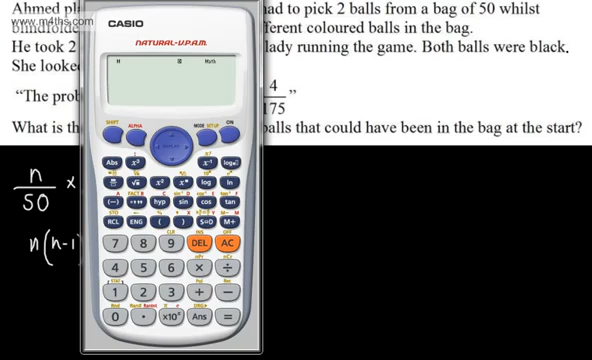 Ahmed pl had to pick 2 balls from a bag of 50 whilst
blindfolde ferent coloured balls in the bag.
He took 2 lady running the game. Both balls were black.
She looked
“The prob 4/175 ”
What is th balls that could have been in the bag at the start?
n/50 ×
n(n-1)
www.m4ths.com
CASIO
NATURAL-V.P.A.M.
M Math
SHIFT ALPHA MODE SETUP ON
REPLAY
Abs x³ x⁻¹ log
x² log ln
(−) hyp sin cos tan
RCL ENG ( ) S⇔D M+
7 8 9 DEL AC
4 5 6 × ÷
1 2 3 + −
0 . ×10ˣ Ans =